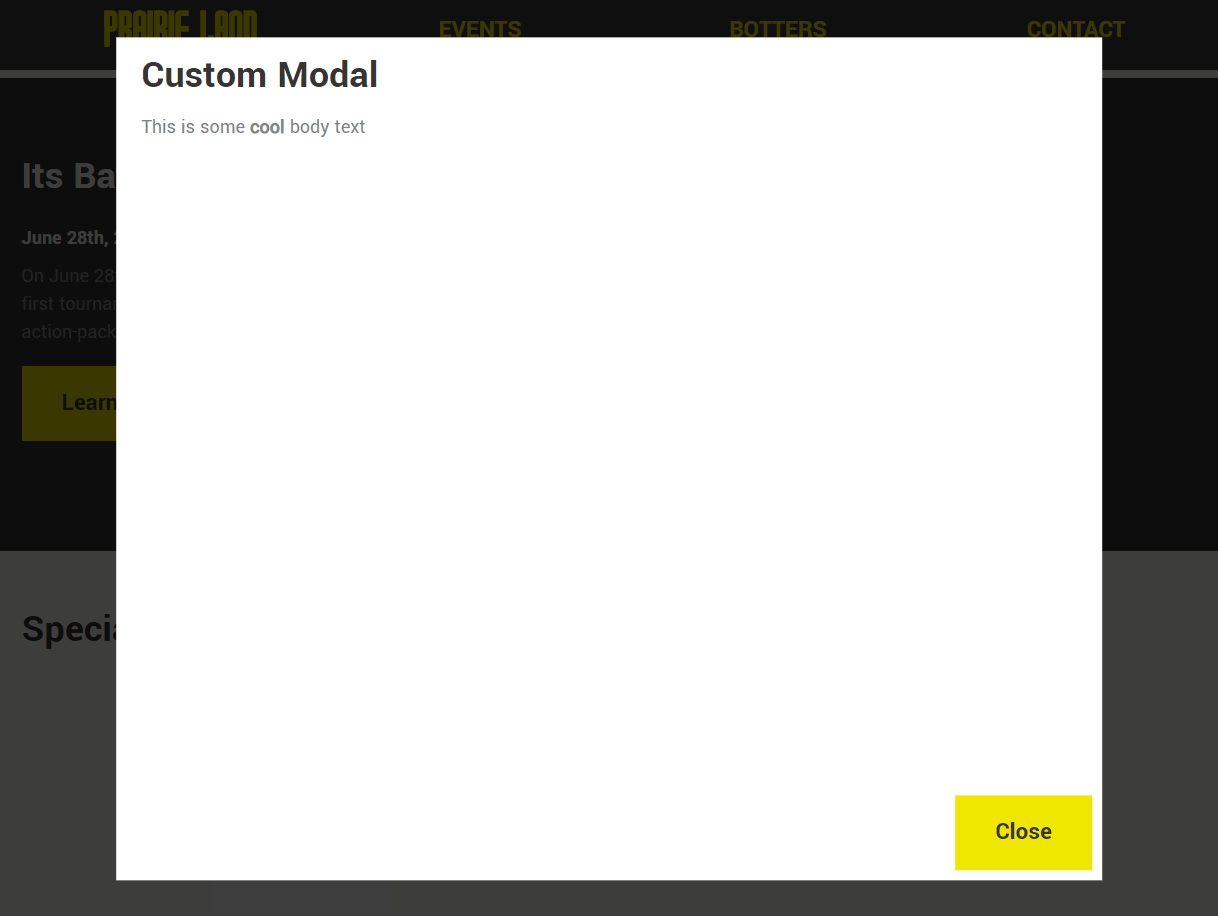 PRAIRIE LAND
EVENTS
BOTTERS
CONTACT
Custom Modal
This is some cool body text
Its Ba
June 28th,
On June 28
first tourna
action-pack
Learn
Specia
Close